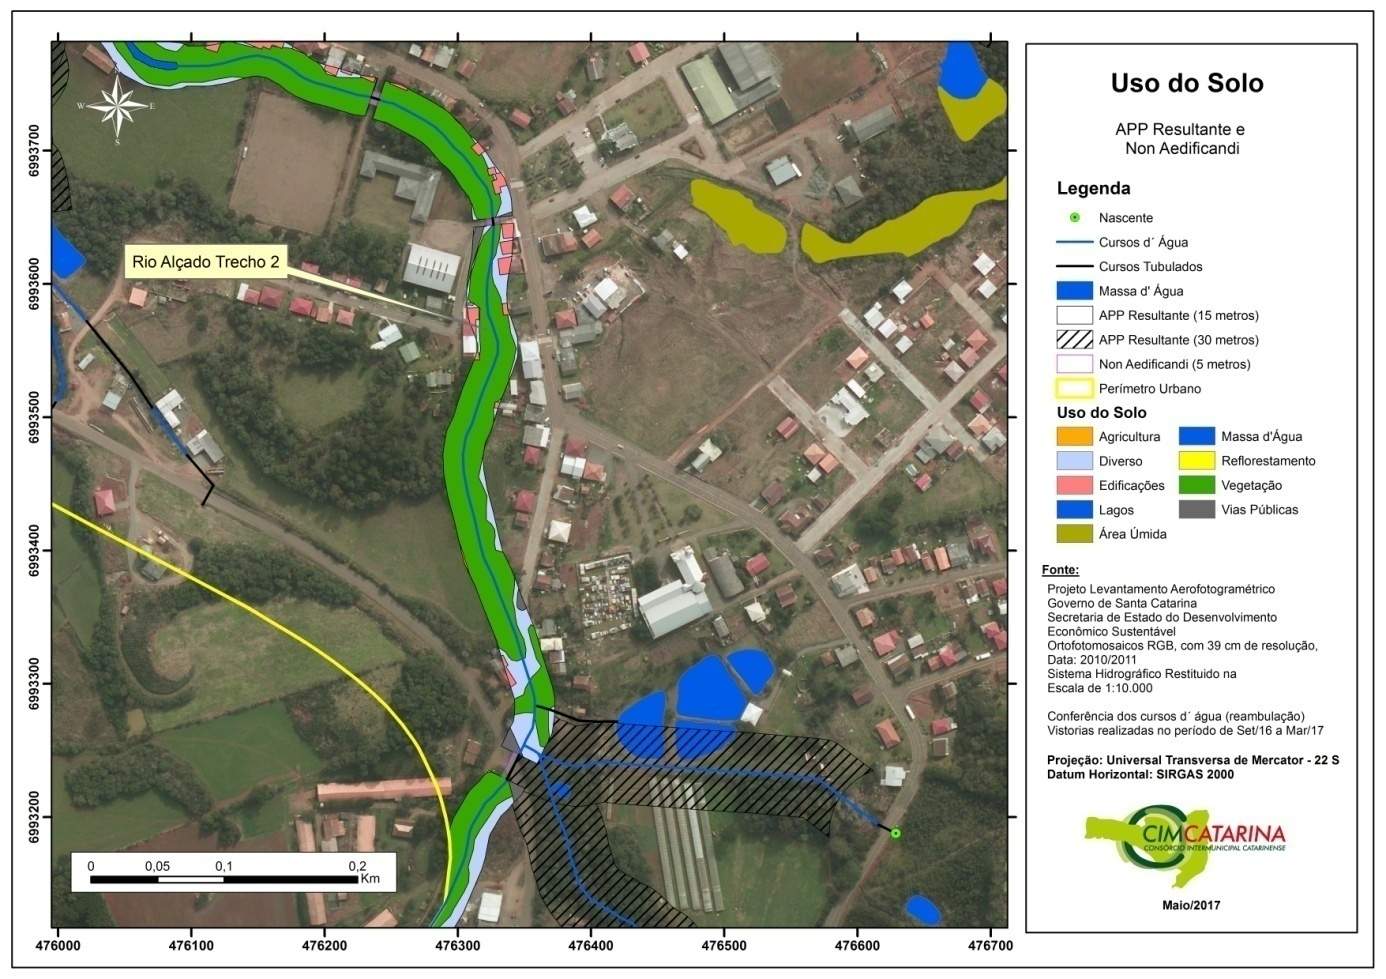 Uso do Solo
APP Resultante e
Non Aedificandi
Legenda
Nascente
Cursos d´ Água
Cursos Tubulados
Massa d' Água
APP Resultante (15 metros)
APP Resultante (30 metros)
Non Aedificandi (5 metros)
Perímetro Urbano
Uso do Solo
Agricultura
Diverso
Edificações
Lagos
Área Úmida
Massa d'Água
Reflorestamento
Vegetação
Vias Públicas
Fonte:
Projeto Levantamento Aerofotogramétrico
Governo de Santa Catarina
Secretaria de Estado do Desenvolvimento
Econômico Sustentável
Ortofotomosaicos RGB, com 39 cm de resolução,
Data: 2010/2011
Sistema Hidrográfico Restituido na
Escala de 1:10.000
Conferência dos cursos d´ água (reambulação)
Vistorias realizadas no período de Set/16 a Mar/17
Projeção: Universal Transversa de Mercator - 22 S
Datum Horizontal: SIRGAS 2000
CIMCATARINA
CONSÓRCIO INTERMUNICIPAL CATARINENSE
Maio/2017
N
W E
S
Rio Alçado Trecho 2
6993700
6993600
6993500
6993400
6993300
6993200
0 0,05 0,1 0,2
Km
476000 476100 476200 476300 476400 476500 476600 476700